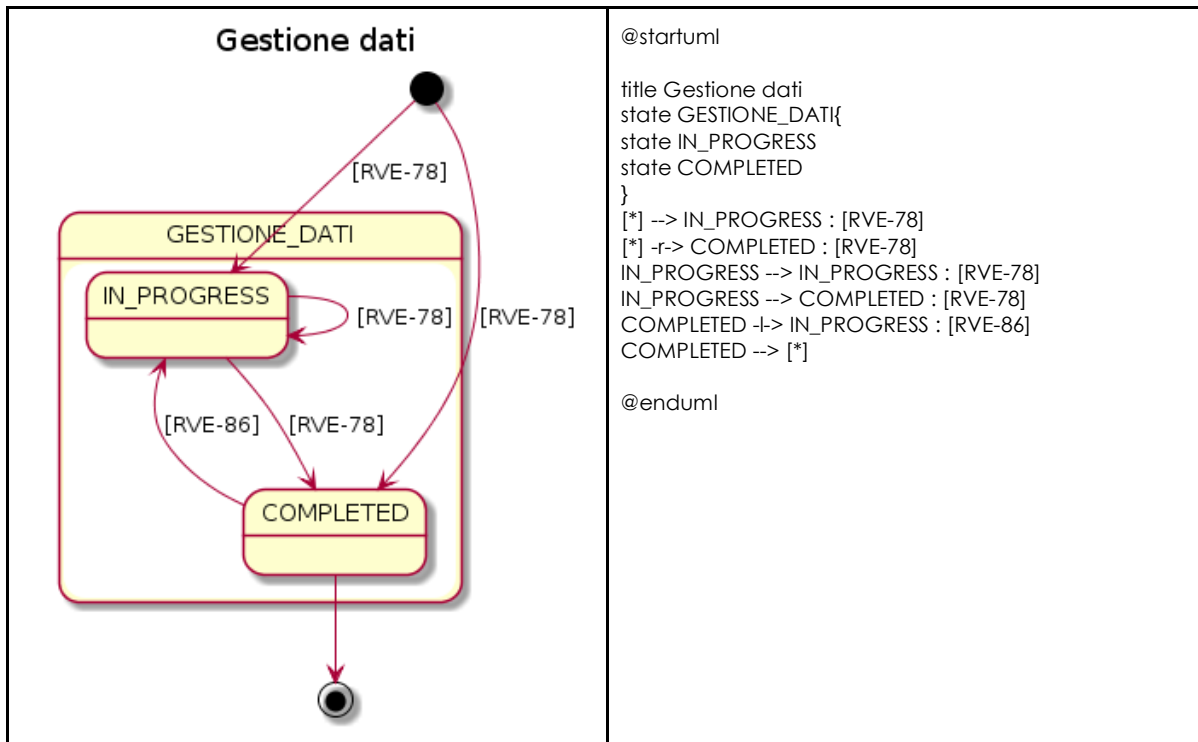 Gestione dati
[RVE-78]
GESTIONE_DATI
IN_PROGRESS
[RVE-78]
[RVE-78]
[RVE-86]
[RVE-78]
COMPLETED
@startuml
title Gestione dati
state GESTIONE_DATI{
state IN_PROGRESS
state COMPLETED
}
[*] --> IN_PROGRESS : [RVE-78]
[*] -r-> COMPLETED : [RVE-78]
IN_PROGRESS --> IN_PROGRESS : [RVE-78]
IN_PROGRESS --> COMPLETED : [RVE-78]
COMPLETED -l-> IN_PROGRESS : [RVE-86]
COMPLETED --> [*]
@enduml